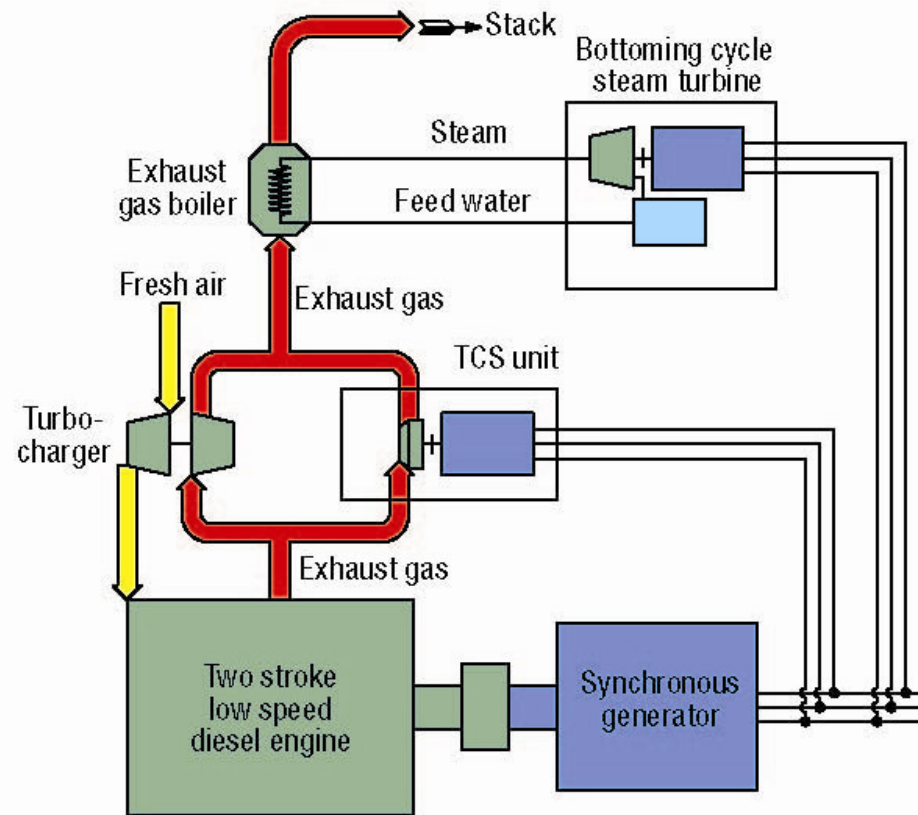 Stack
Bottoming cycle
steam turbine
Steam
Exhaust
gas boiler
Feed water
Fresh air
Exhaust gas
TCS unit
Turbo-
charger
Exhaust gas
Two stroke
low speed
diesel engine
Synchronous
generator